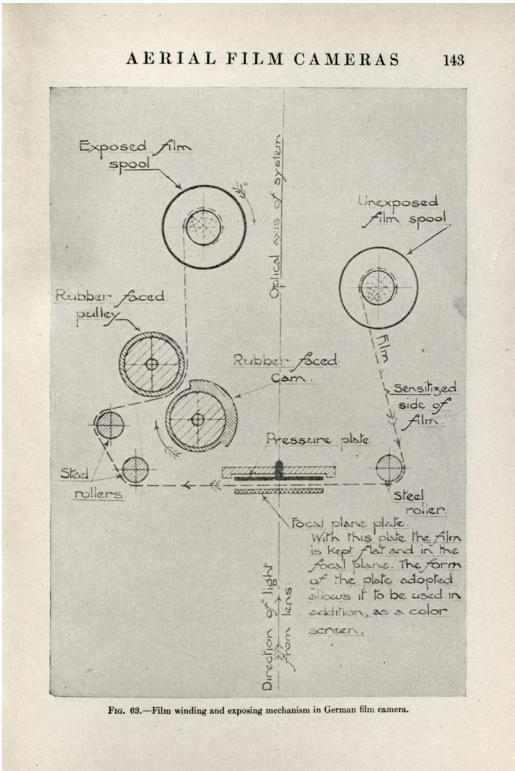 AERIAL FILM CAMERAS 143
Exposed film
spool
Optical axis of system
Unexposed
film spool
Rubber faced
pulley
Film
Rubber faced
cam.
Sensitized
side of
film.
Pressure plate
Steel
rollers
Steel
roller.
Focal plane plate.
With this plate the film
is kept flat and in the
focal plane. The form
of the plate adopted
allows it to be used in
addition, as a color
screen.
Direction of light
from lens
FIG. 63.—Film winding and exposing mechanism in German film camera.